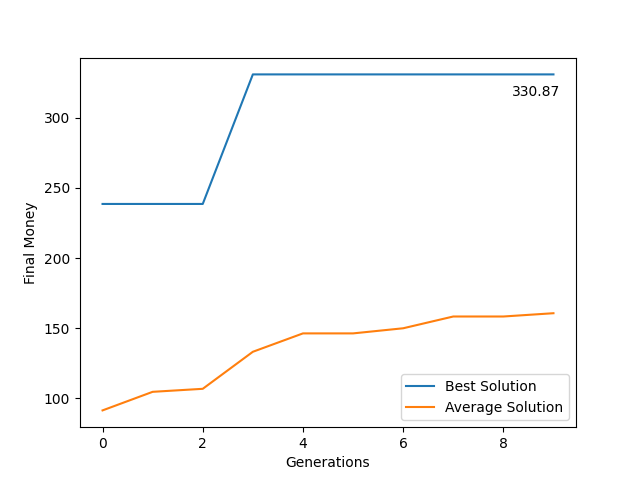 300
250
200
150
100
Final Money
330.87
Best Solution
Average Solution
0 2 4 6 8
Generations